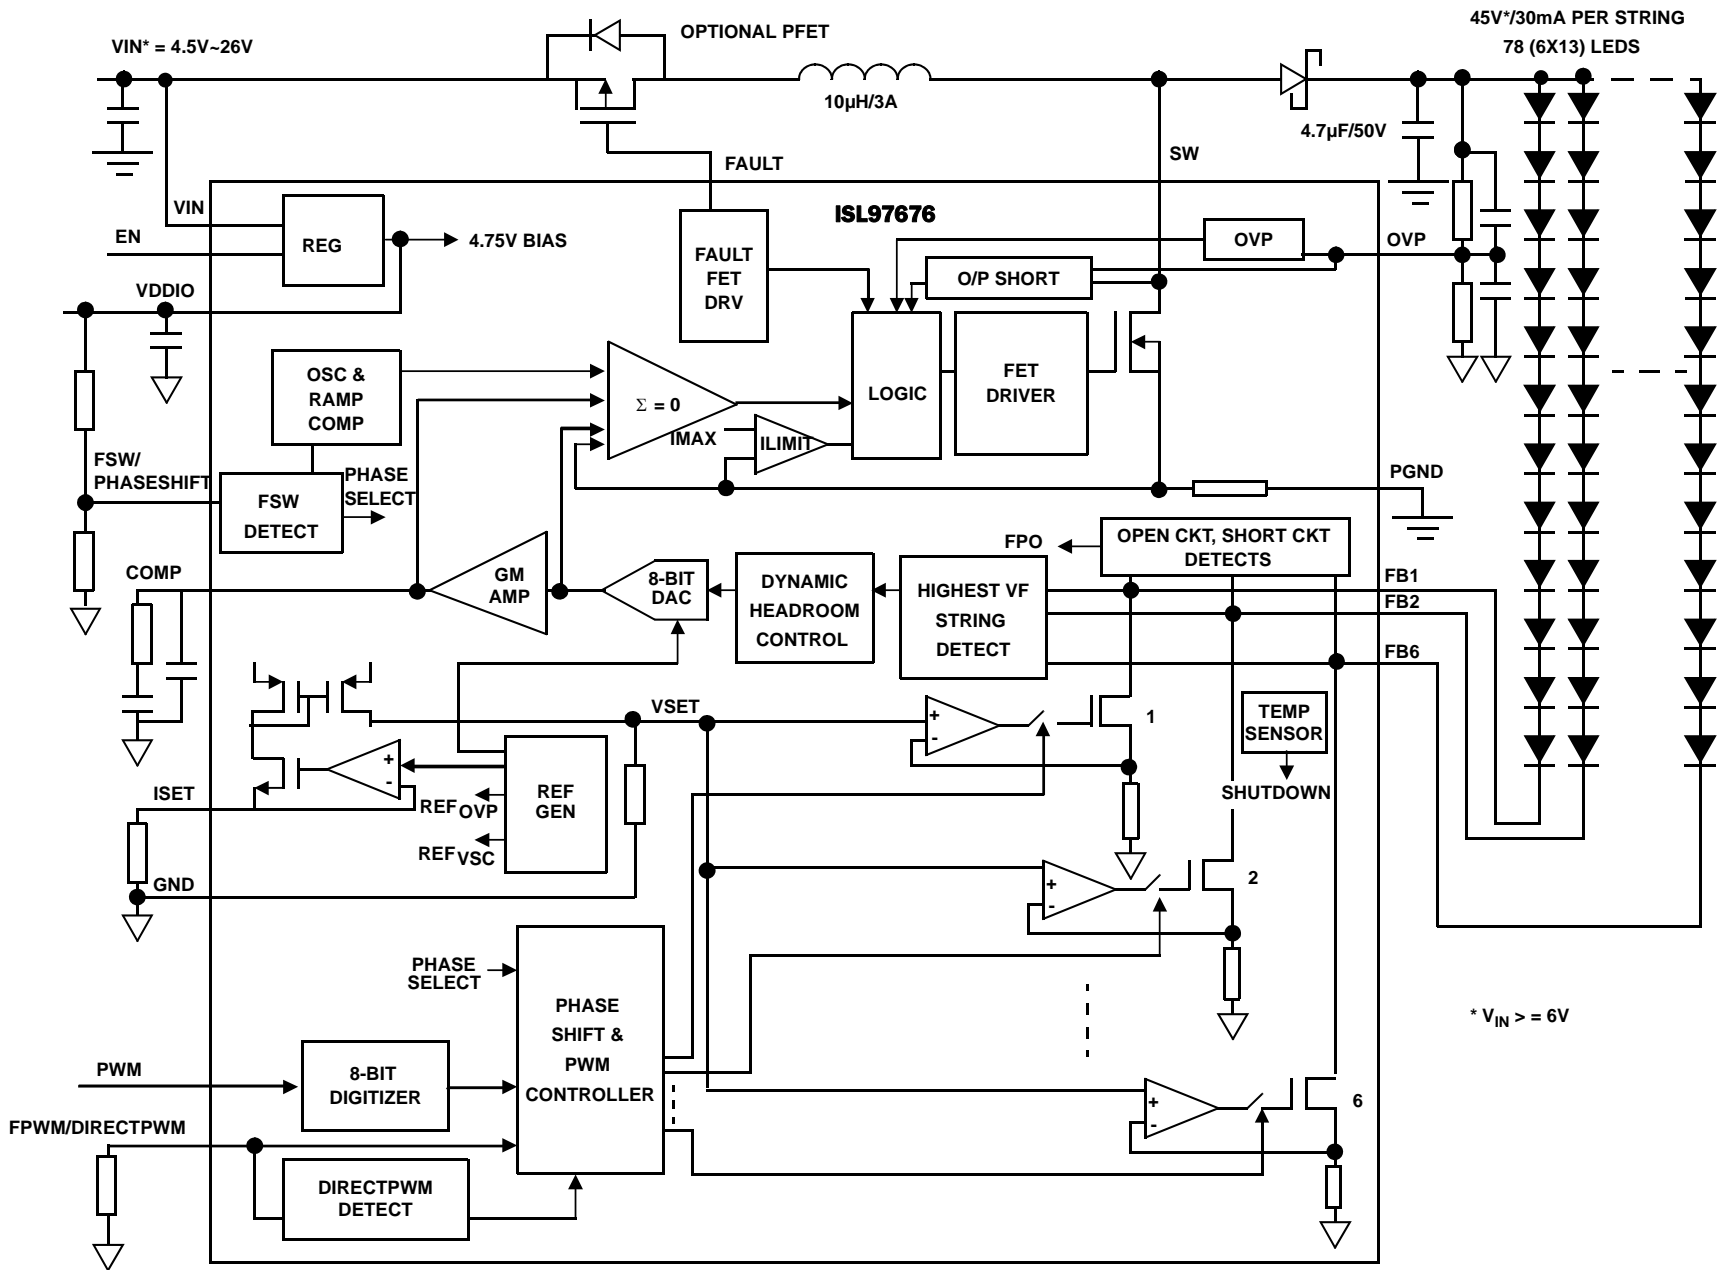 45V*/30mA PER STRING
78 (6X13) LEDS
OPTIONAL PFET
VIN* = 4.5V~26V
10µH/3A
4.7µF/50V
SW
FAULT
VIN
ISL97676
EN
REG
4.75V BIAS
FAULT
FET
DRV
OVP
OVP
O/P SHORT
VDDIO
OSC &
RAMP
COMP
Σ = 0
LOGIC
FET
DRIVER
IMAX
ILIMIT
FSW/
PHASESHIFT
PHASE
SELECT
FSW
DETECT
PGND
FPO
OPEN CKT, SHORT CKT
DETECTS
COMP
GM
AMP
8-BIT
DAC
DYNAMIC
HEADROOM
CONTROL
HIGHEST VF
STRING
DETECT
FB1
FB2
FB6
VSET
+
-
1
TEMP
SENSOR
SHUTDOWN
+
-
ISET
REF OVP
REF
GEN
REF VSC
GND
+
-
2
PHASE
SELECT
PHASE
SHIFT &
PWM
CONTROLLER
* VIN > = 6V
PWM
8-BIT
DIGITIZER
+
-
6
FPWM/DIRECTPWM
DIRECTPWM
DETECT